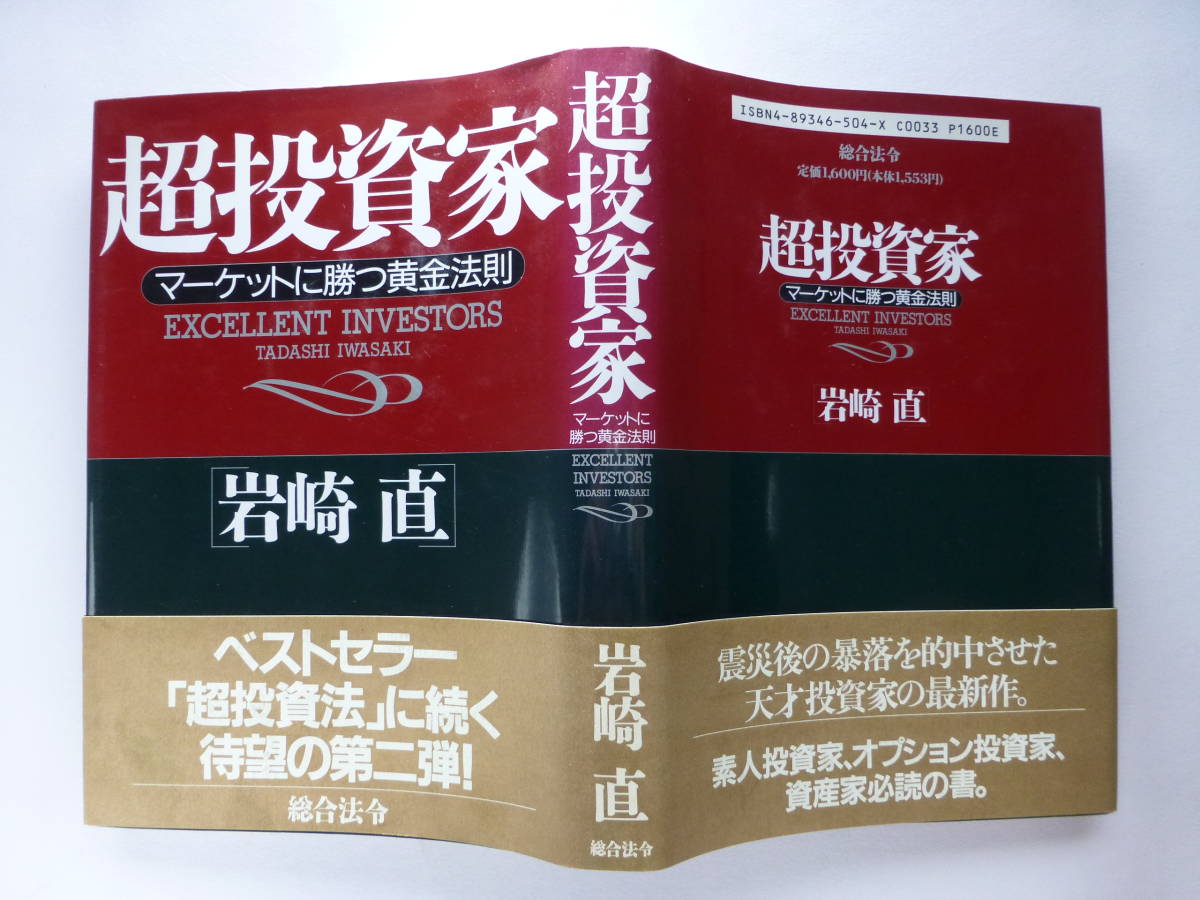 超投資家
マーケットに勝つ黄金法則
EXCELLENT INVESTORS
TADASHI IWASAKI
[岩崎 直]
ベストセラー
「超投資法」に続く
待望の第二弾!
総合法令
超投資家
マーケットに
勝つ黄金法則
EXCELLENT
INVESTORS
TADASHI IWASAKI
岩崎 直
総合法令
ISBN4-89346-504-X C0033 P1600E
総合法令
定価1,600円(本体1,553円)
超投資家
マーケットに勝つ黄金法則
EXCELLENT INVESTORS
TADASHI IWASAKI
[岩崎 直]
震災後の暴落を的中させた
天才投資家の最新作。
素人投資家、オプション投資家、
資産家必読の書。